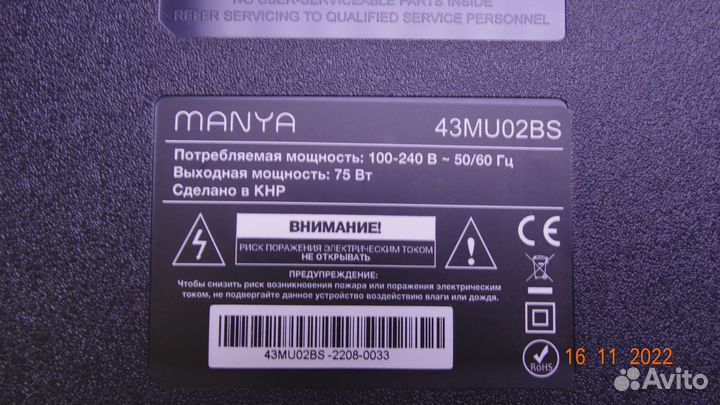 NO USER-SERVICEABLE PARTS INSIDE
REFER SERVICING TO QUALIFIED SERVICE PERSONNEL
MANYA
43MU02BS
Потребляемая мощность: 100-240 В ~ 50/60 Гц
Выходная мощность: 75 Вт
Сделано в КНР
ВНИМАНИЕ!
РИСК ПОРАЖЕНИЯ ЭЛЕКТРИЧЕСКИМ ТОКОМ
НЕ ОТКРЫВАТЬ
CE
ПРЕДУПРЕЖДЕНИЕ:
Чтобы снизить риск возникновения пожара или поражения электрическим
током, не подвергайте данное устройство воздействию влаги или дождя.
43MU02BS -2208-0033
RoHS
16 11 2022
Avito